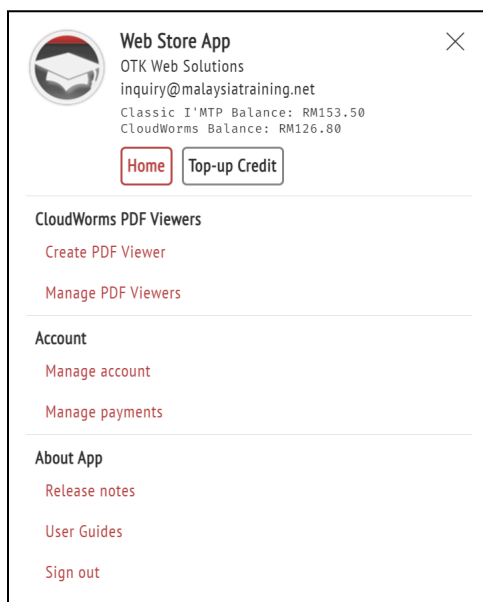 Web Store App
OTK Web Solutions
inquiry@malaysiatraining.net
Classic I'MTP Balance: RM153.50
CloudWorms Balance: RM126.80
Home Top-up Credit
CloudWorms PDF Viewers
Create PDF Viewer
Manage PDF Viewers
Account
Manage account
Manage payments
About App
Release notes
User Guides
Sign out